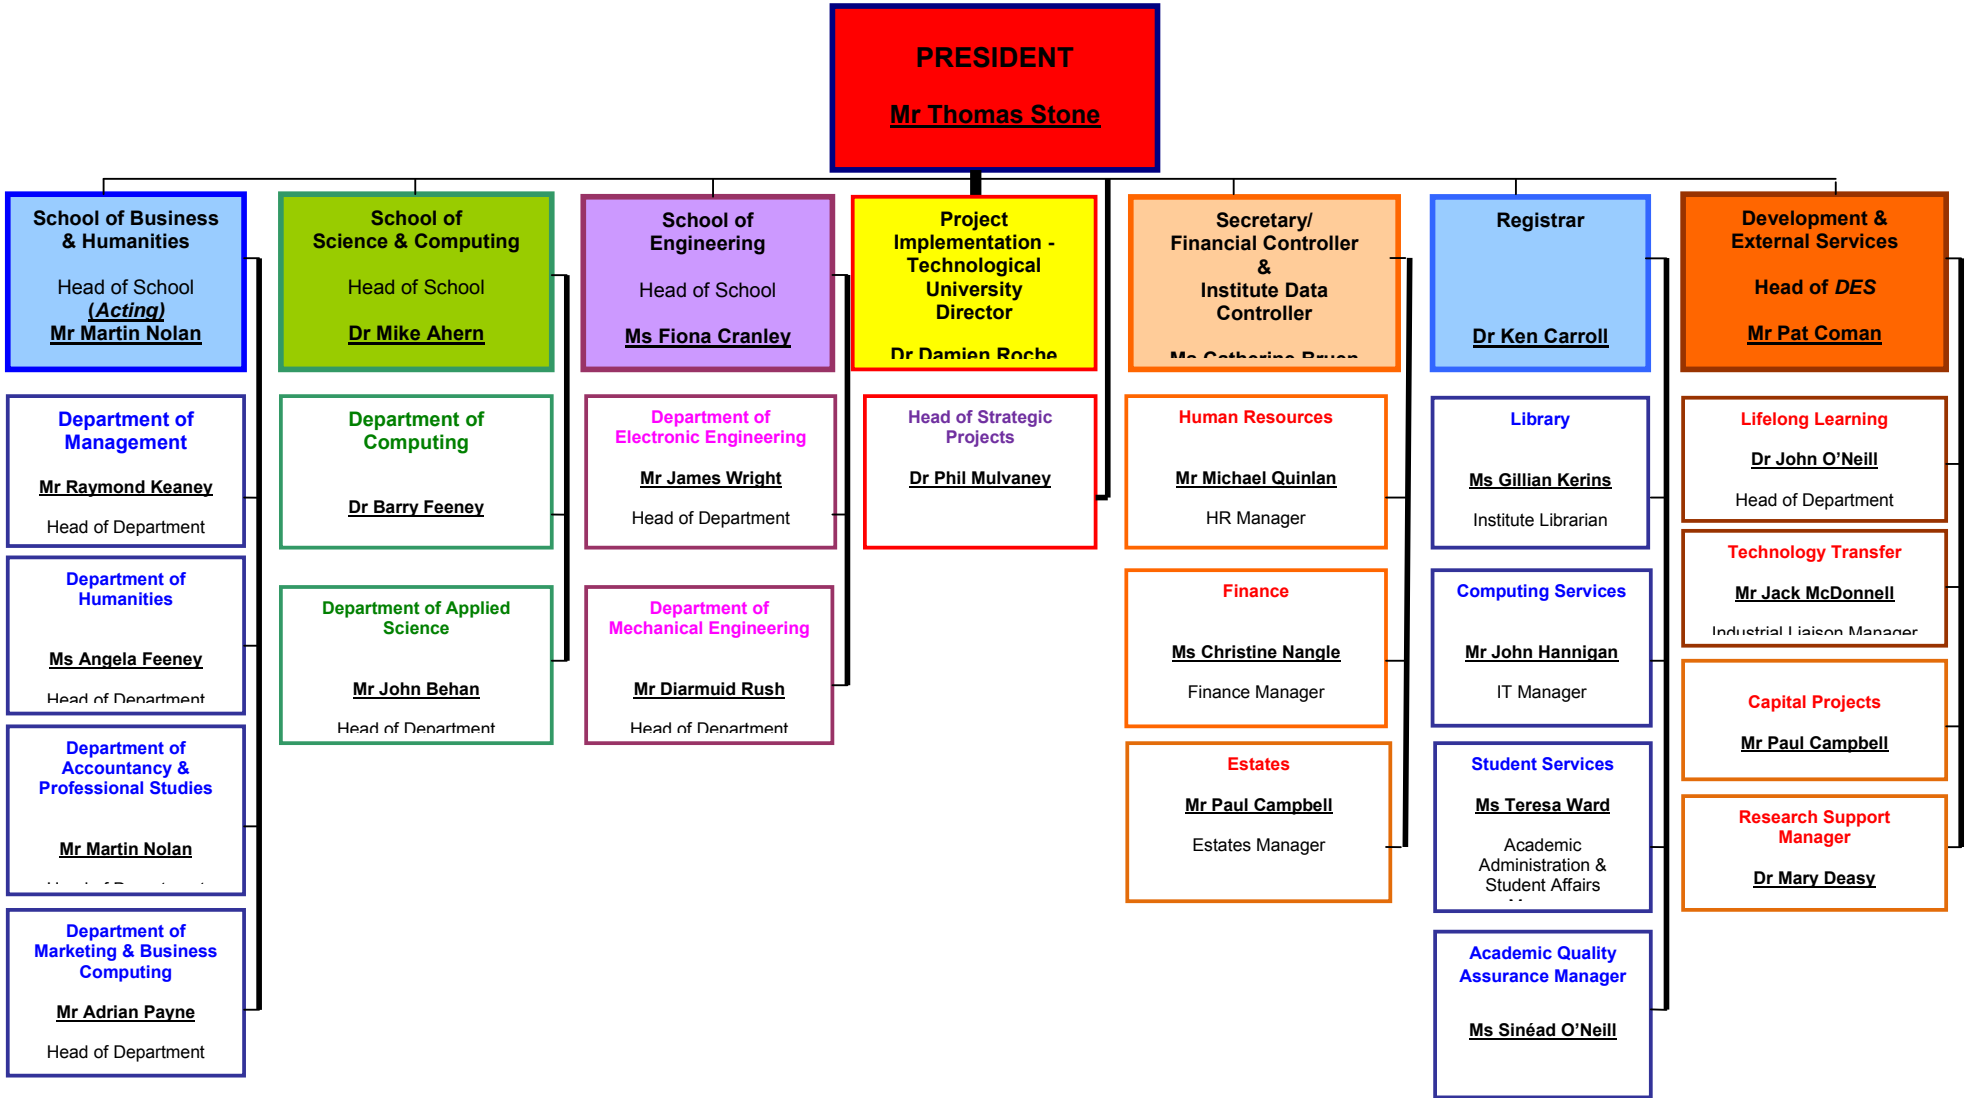 PRESIDENT
Mr Thomas Stone
School of Business
& Humanities
Head of School
(Acting)
Mr Martin Nolan
School of
Science & Computing
Head of School
Dr Mike Ahern
School of
Engineering
Head of School
Ms Fiona Cranley
Project
Implementation -
Technological
University
Director
Dr Damien Roche
Secretary/
Financial Controller
&
Institute Data
Controller
Ms Catherine Bruen
Registrar
Dr Ken Carroll
Development &
External Services
Head of DES
Mr Pat Coman
Department of
Management
Mr Raymond Keaney
Head of Department
Department of
Humanities
Ms Angela Feeney
Head of Department
Department of
Accountancy &
Professional Studies
Mr Martin Nolan
Head of Department
Department of
Marketing & Business
Computing
Mr Adrian Payne
Head of Department
Department of
Computing
Dr Barry Feeney
Department of Applied
Science
Mr John Behan
Head of Department
Department of
Electronic Engineering
Mr James Wright
Head of Department
Department of
Mechanical Engineering
Mr Diarmuid Rush
Head of Department
Head of Strategic
Projects
Dr Phil Mulvaney
Human Resources
Mr Michael Quinlan
HR Manager
Finance
Ms Christine Nangle
Finance Manager
Estates
Mr Paul Campbell
Estates Manager
Library
Ms Gillian Kerins
Institute Librarian
Computing Services
Mr John Hannigan
IT Manager
Student Services
Ms Teresa Ward
Academic
Administration &
Student Affairs
Academic Quality
Assurance Manager
Ms Sinéad O’Neill
Lifelong Learning
Dr John O’Neill
Head of Department
Technology Transfer
Mr Jack McDonnell
Industrial Liaison Manager
Capital Projects
Mr Paul Campbell
Research Support
Manager
Dr Mary Deasy